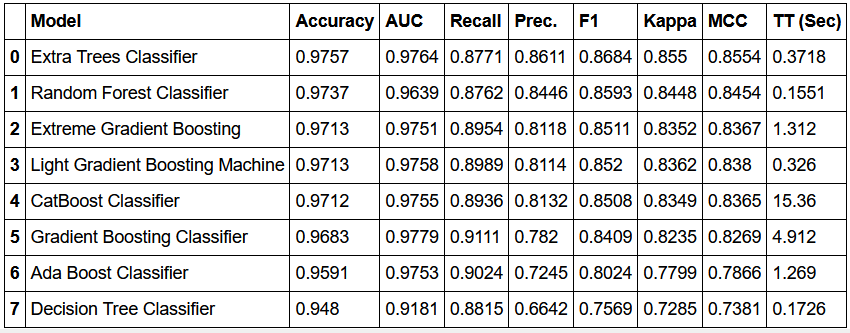 Model Accuracy AUC Recall Prec. F1 Kappa MCC TT (Sec)
0 Extra Trees Classifier 0.9757 0.9764 0.8771 0.8611 0.8684 0.855 0.8554 0.3718
1 Random Forest Classifier 0.9737 0.9639 0.8762 0.8446 0.8593 0.8448 0.8454 0.1551
2 Extreme Gradient Boosting 0.9713 0.9751 0.8954 0.8118 0.8511 0.8352 0.8367 1.312
3 Light Gradient Boosting Machine 0.9713 0.9758 0.8989 0.8114 0.852 0.8362 0.838 0.326
4 CatBoost Classifier 0.9712 0.9755 0.8936 0.8132 0.8508 0.8349 0.8365 15.36
5 Gradient Boosting Classifier 0.9683 0.9779 0.9111 0.782 0.8409 0.8235 0.8269 4.912
6 Ada Boost Classifier 0.9591 0.9753 0.9024 0.7245 0.8024 0.7799 0.7866 1.269
7 Decision Tree Classifier 0.948 0.9181 0.8815 0.6642 0.7569 0.7285 0.7381 0.1726